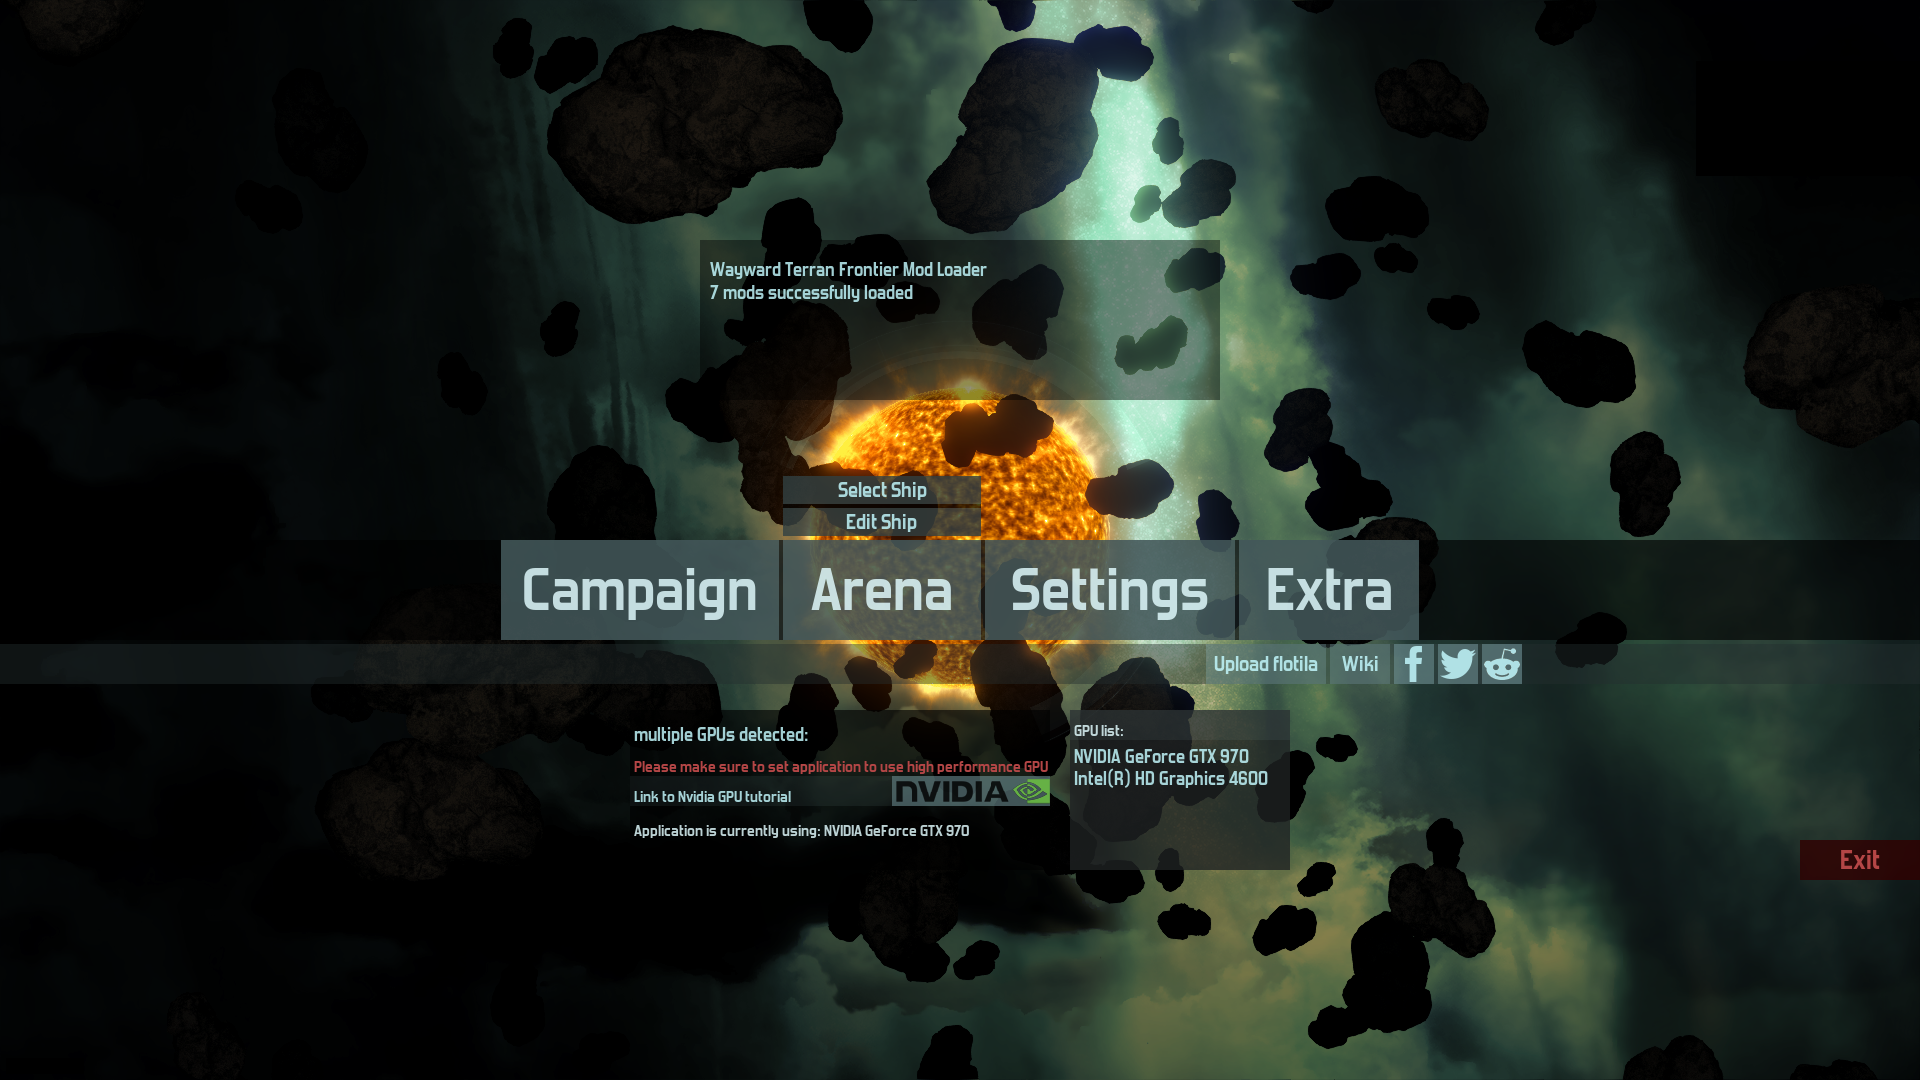 Wayward Terran Frontier Mod Loader
7 mods successfully loaded
Select Ship
Edit Ship
Campaign
Arena
Settings
Extra
Upload flotila
Wiki
multiple GPUs detected:
Please make sure to set application to use high performance GPU
Link to Nvidia GPU tutorial
NVIDIA
Application is currently using: NVIDIA GeForce GTX 970
GPU list:
NVIDIA GeForce GTX 970
Intel(R) HD Graphics 4600
Exit